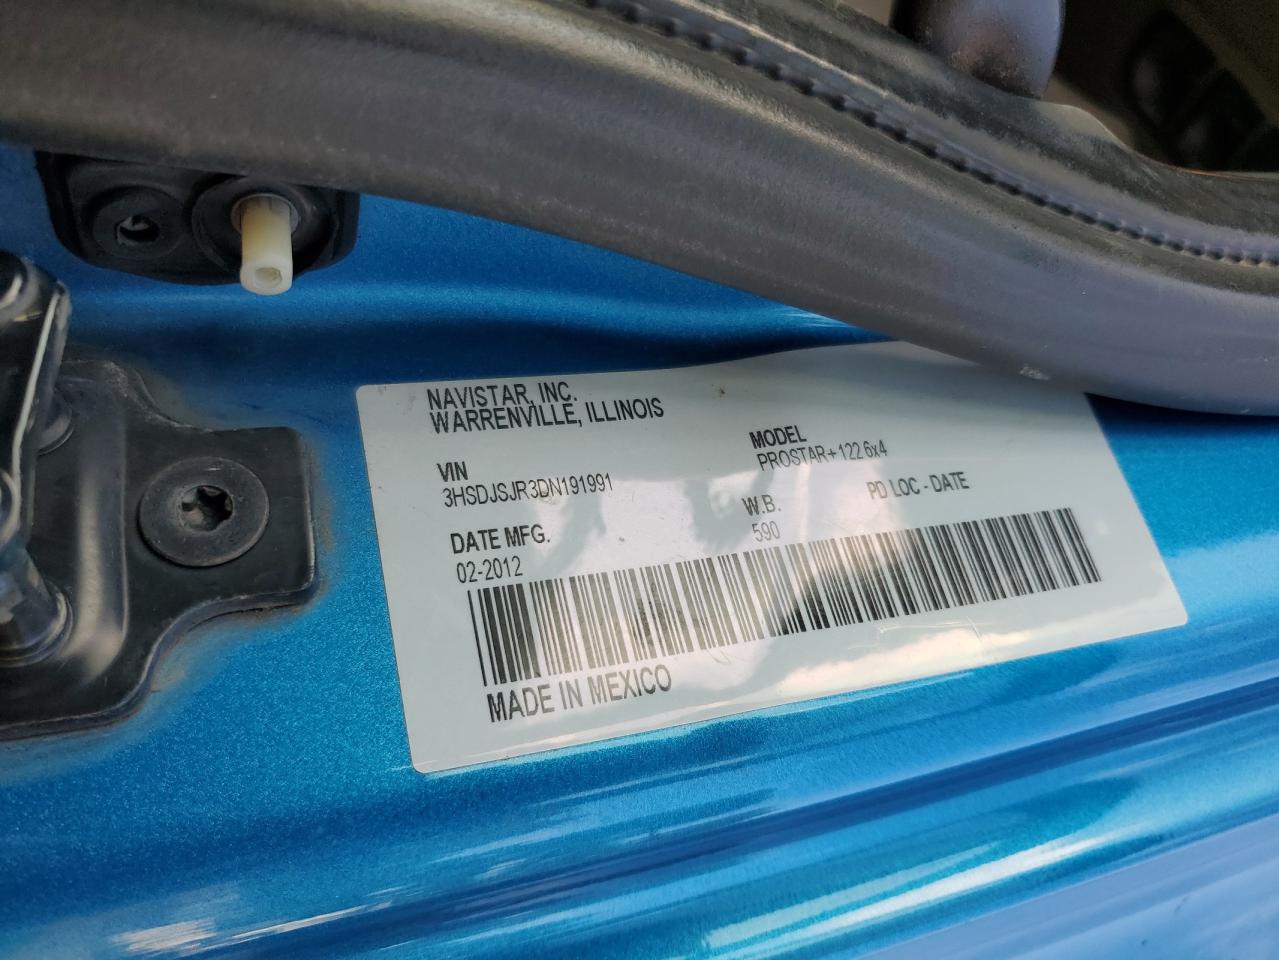 NAVISTAR, INC.
WARRENVILLE, ILLINOIS
VIN
3HSDJSJR3DN191991
MODEL
PROSTAR+122 6x4
DATE MFG.
02-2012
W.B.
590
PD LOC - DATE
MADE IN MEXICO